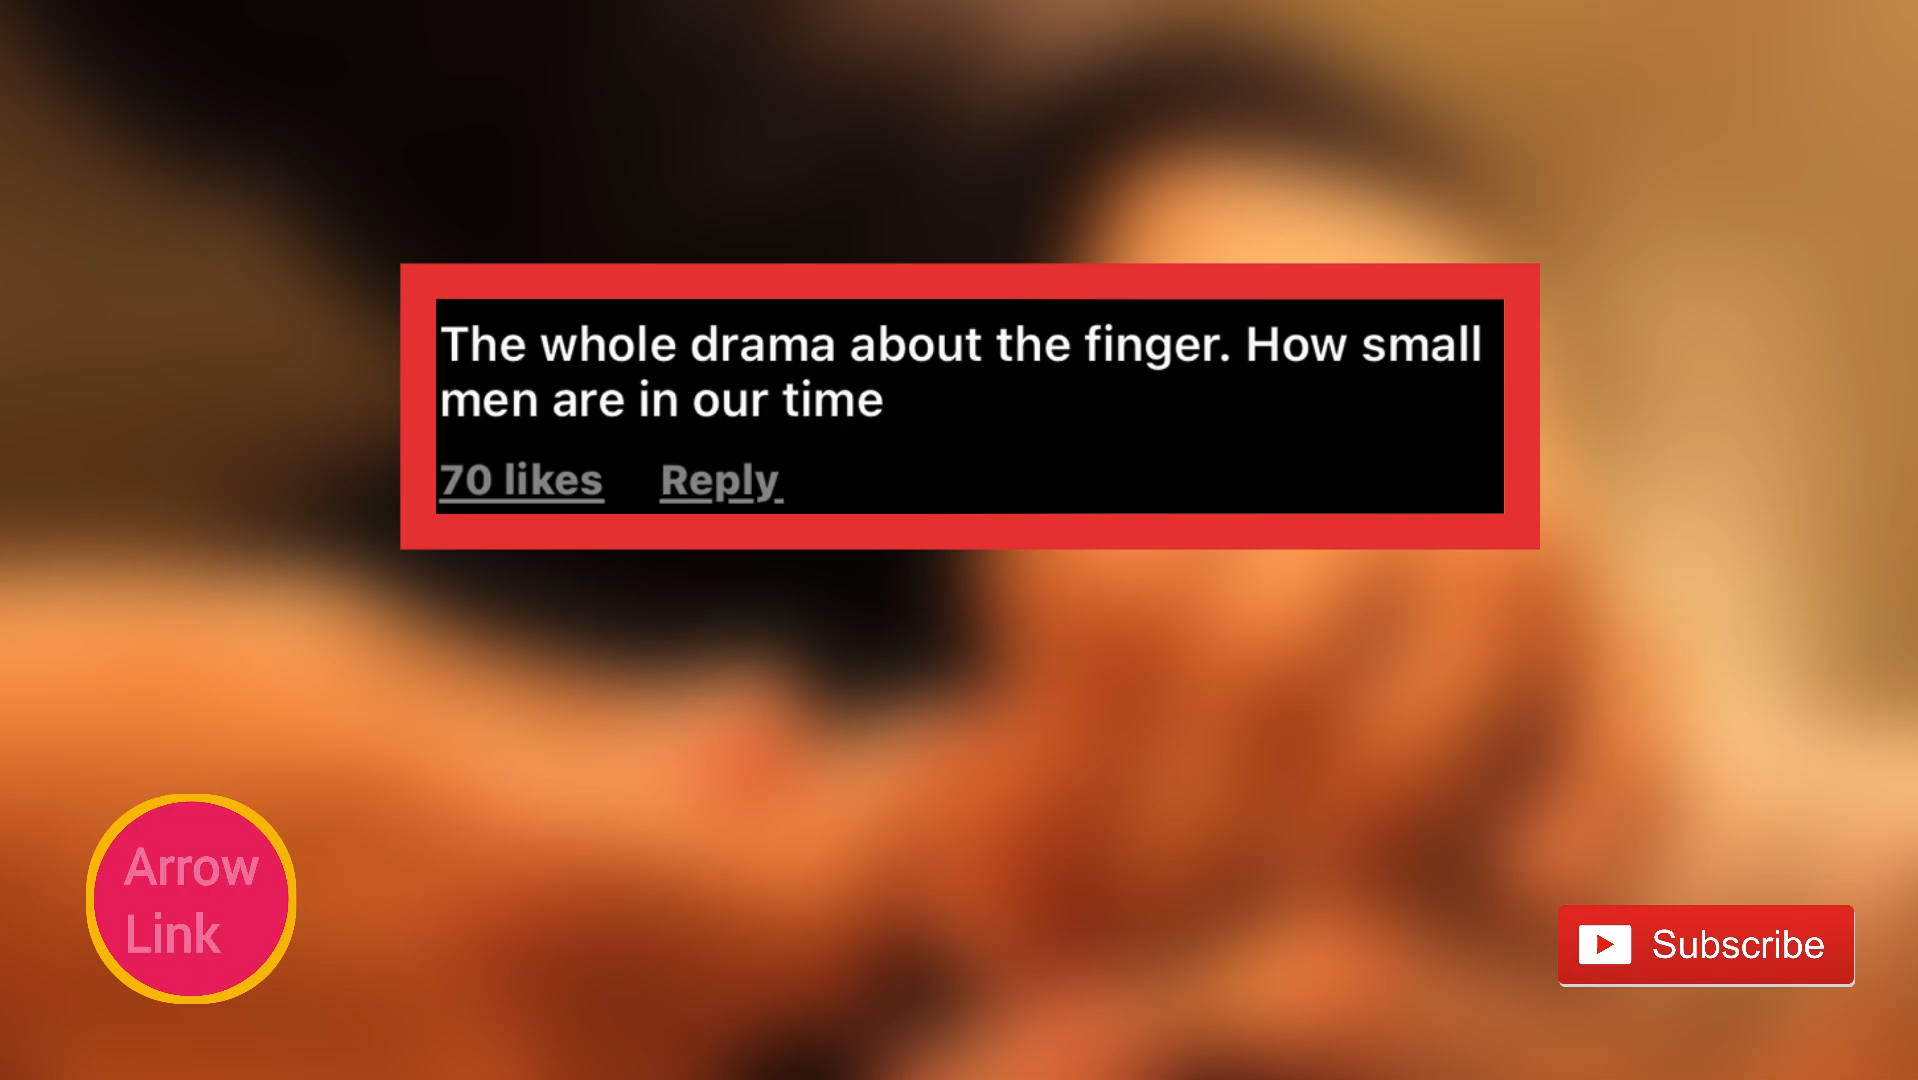 The whole drama about the finger. How small
men are in our time
70 likes Reply
Arrow
Link
Subscribe